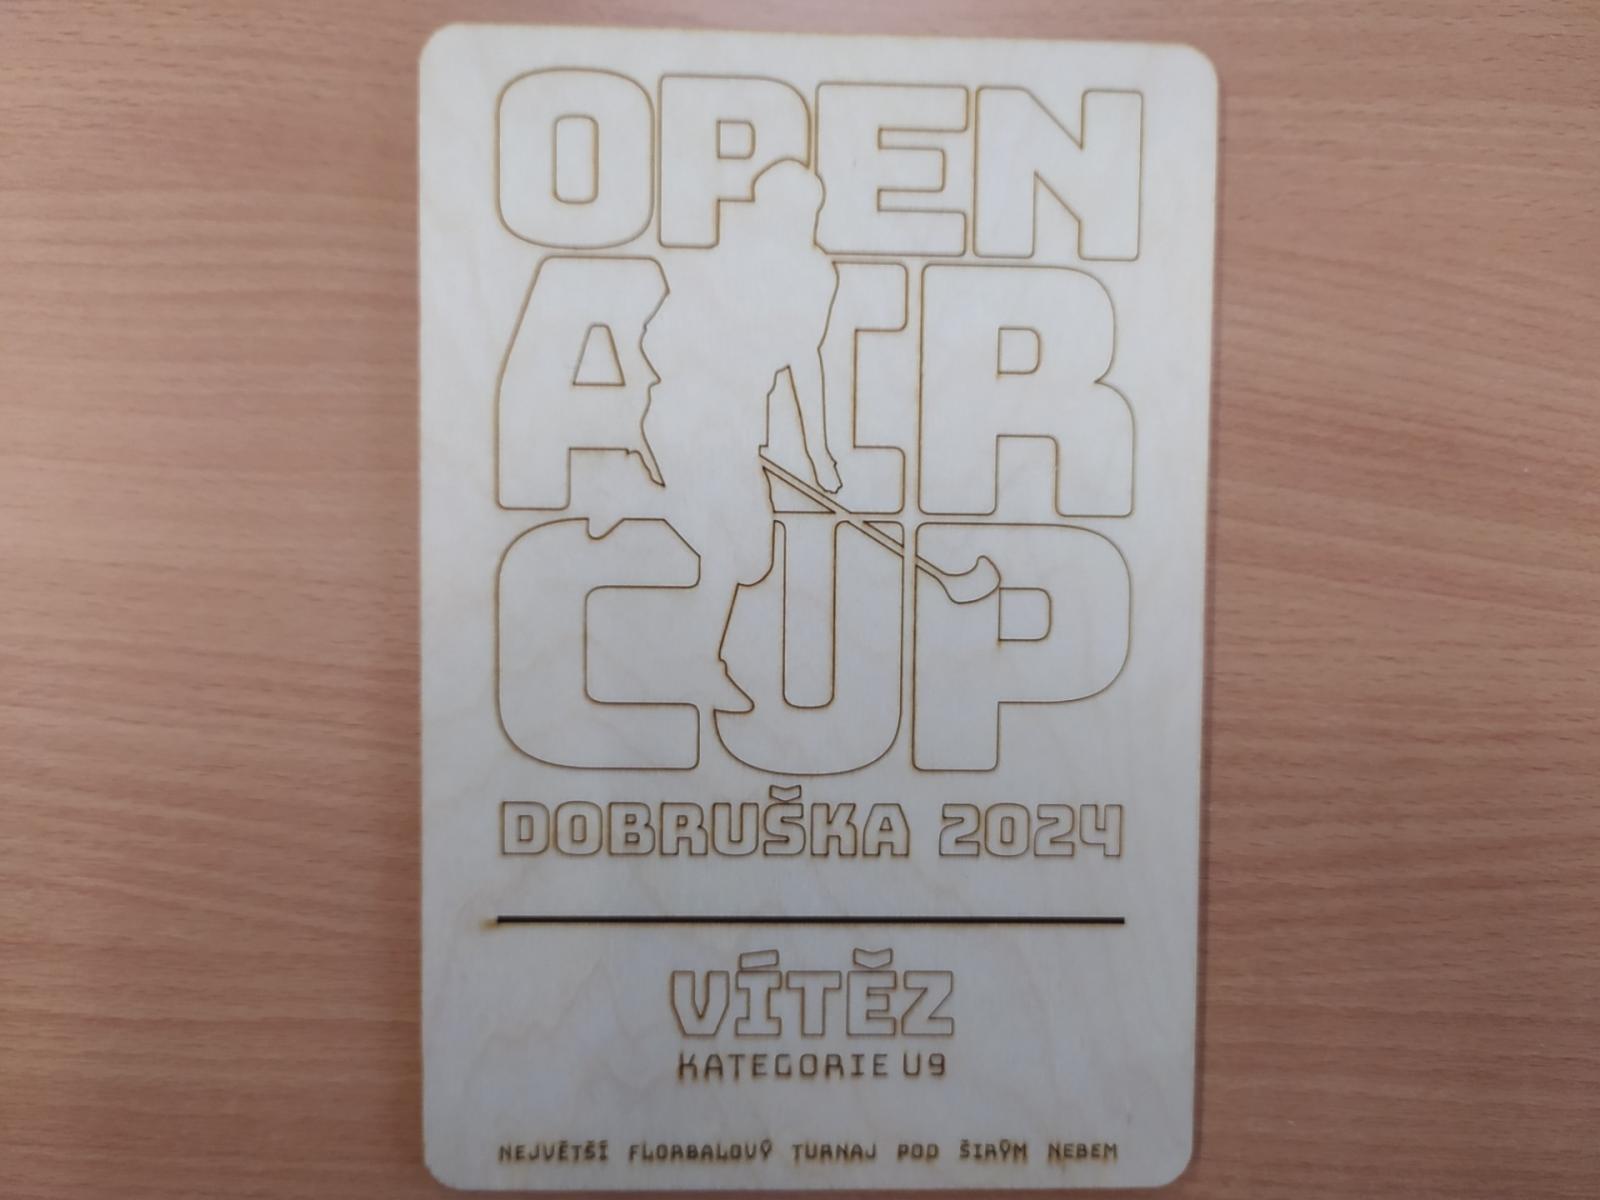 OPEN
AIR
CUP
DOBRUŠKA 2024
VÍTĚZ
KATEGORIE U9
NEJVĚTŠÍ FLORBALOVÝ TURNAJ POD ŠIRÝM NEBEM